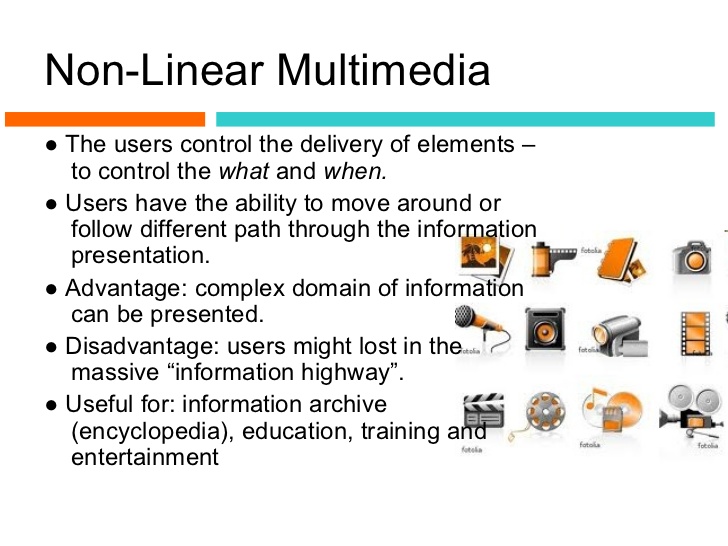 Non-Linear Multimedia
● The users control the delivery of elements –
to control the what and when.
● Users have the ability to move around or
follow different path through the information
presentation.
● Advantage: complex domain of information
can be presented.
● Disadvantage: users might lost in the
massive “information highway”.
● Useful for: information archive
(encyclopedia), education, training and
entertainment
fotolia
fotolia
fotolia
fotolia
fotolia
fotolia
fotolia
fotolia